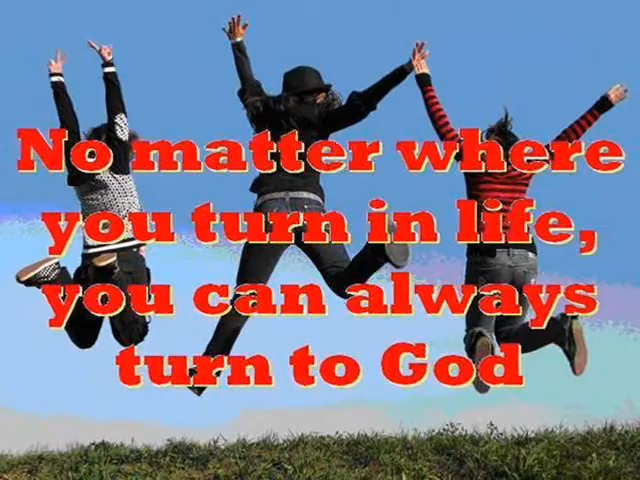 No matter where
you turn in life,
you can always
turn to God